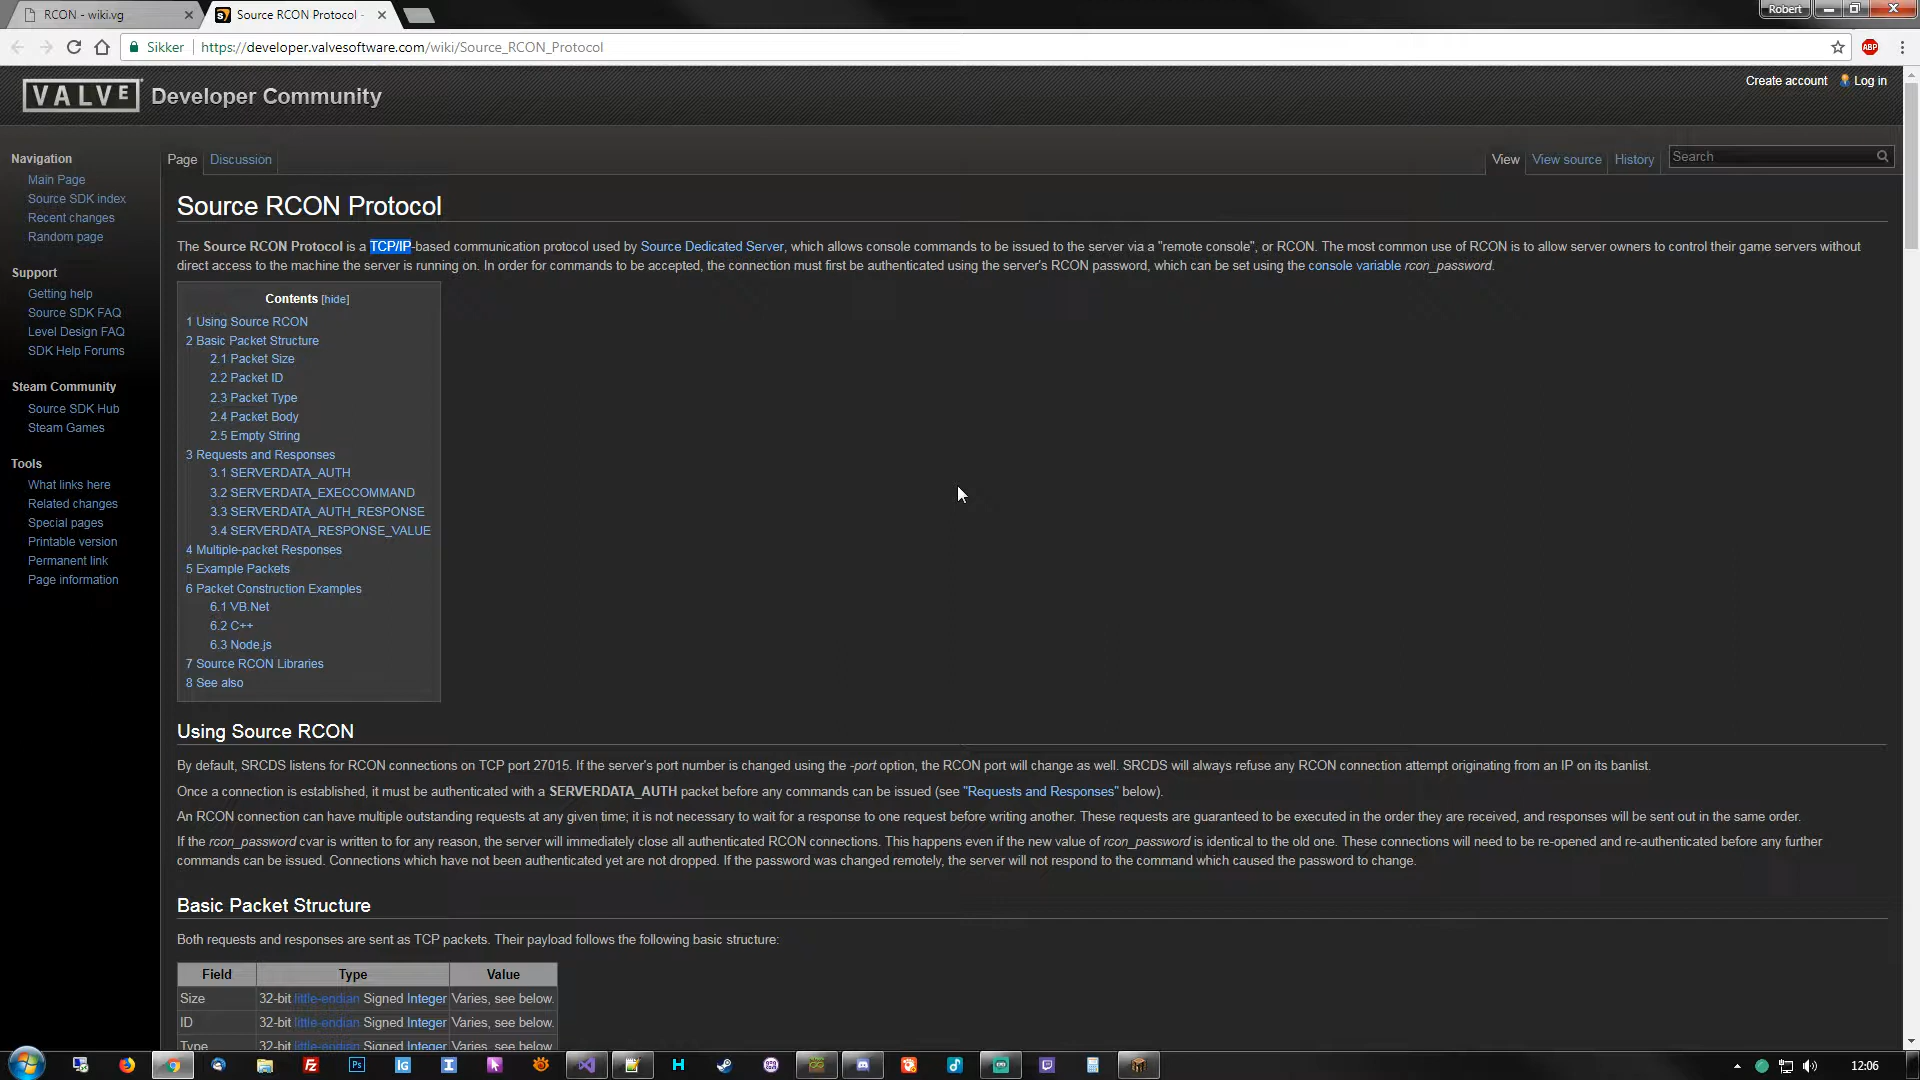 RCON - wiki.vg
Source RCON Protocol -
Robert
Sikker
https://developer.valvesoftware.com/wiki/Source_RCON_Protocol
ABP
VALVE
Developer Community
Create account
Log in
Navigation
Main Page
Source SDK index
Recent changes
Random page
Support
Getting help
Source SDK FAQ
Level Design FAQ
SDK Help Forums
Steam Community
Source SDK Hub
Steam Games
Tools
What links here
Related changes
Special pages
Printable version
Permanent link
Page information
Page
Discussion
View
View source
History
Search
Source RCON Protocol
The Source RCON Protocol is a TCP/IP-based communication protocol used by Source Dedicated Server, which allows console commands to be issued to the server via a "remote console", or RCON. The most common use of RCON is to allow server owners to control their game servers without
direct access to the machine the server is running on. In order for commands to be accepted, the connection must first be authenticated using the server's RCON password, which can be set using the console variable rcon_password.
Contents [hide]
1 Using Source RCON
2 Basic Packet Structure
2.1 Packet Size
2.2 Packet ID
2.3 Packet Type
2.4 Packet Body
2.5 Empty String
3 Requests and Responses
3.1 SERVERDATA_AUTH
3.2 SERVERDATA_EXECCOMMAND
3.3 SERVERDATA_AUTH_RESPONSE
3.4 SERVERDATA_RESPONSE_VALUE
4 Multiple-packet Responses
5 Example Packets
6 Packet Construction Examples
6.1 VB.Net
6.2 C++
6.3 Node.js
7 Source RCON Libraries
8 See also
Using Source RCON
By default, SRCDS listens for RCON connections on TCP port 27015. If the server's port number is changed using the -port option, the RCON port will change as well. SRCDS will always refuse any RCON connection attempt originating from an IP on its banlist.
Once a connection is established, it must be authenticated with a SERVERDATA_AUTH packet before any commands can be issued (see "Requests and Responses" below).
An RCON connection can have multiple outstanding requests at any given time; it is not necessary to wait for a response to one request before writing another. These requests are guaranteed to be executed in the order they are received, and responses will be sent out in the same order.
If the rcon_password cvar is written to for any reason, the server will immediately close all authenticated RCON connections. This happens even if the new value of rcon_password is identical to the old one. These connections will need to be re-opened and re-authenticated before any further
commands can be issued. Connections which have not been authenticated yet are not dropped. If the password was changed remotely, the server will not respond to the command which caused the password to change.
Basic Packet Structure
Both requests and responses are sent as TCP packets. Their payload follows the following basic structure:
Field Type Value
Size 32-bit little-endian Signed Integer Varies, see below.
ID 32-bit little-endian Signed Integer Varies, see below.
Type 32-bit little-endian Signed Integer Varies, see below.
Ps
IG
I
H
12:06